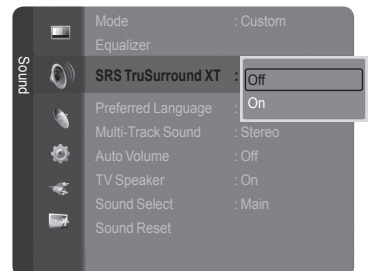 Sound
Mode : Custom
Equalizer
SRS TruSurround XT :
Off
On
Preferred Language :
Multi-Track Sound : Stereo
Auto Volume : Off
TV Speaker : On
Sound Select : Main
Sound Reset